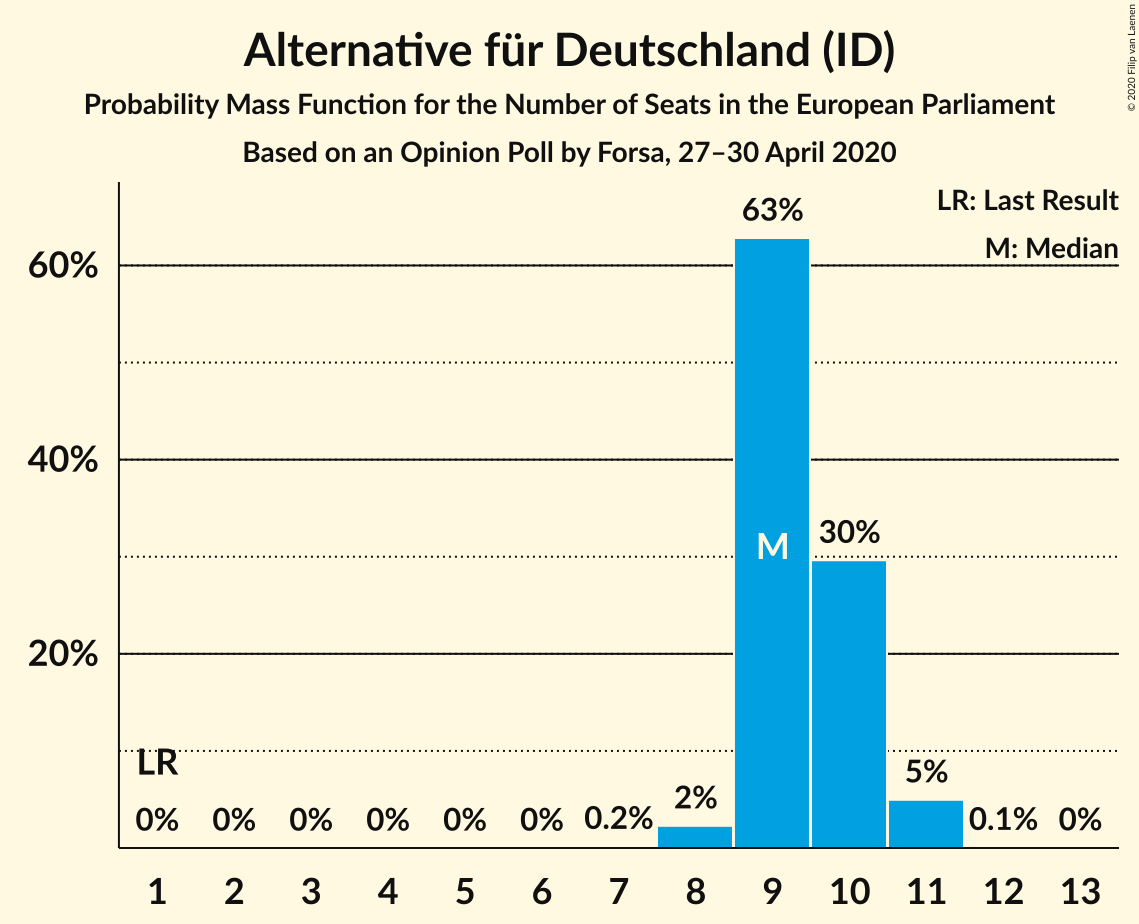 Alternative für Deutschland (ID)
Probability Mass Function for the Number of Seats in the European Parliament
Based on an Opinion Poll by Forsa, 27–30 April 2020
© 2020 Filip van Laenen
LR: Last Result
M: Median
60%
40%
20%
63%
M
30%
LR
0% 0% 0% 0% 0% 0% 0.2% 2% 5% 0.1% 0%
1 2 3 4 5 6 7 8 9 10 11 12 13